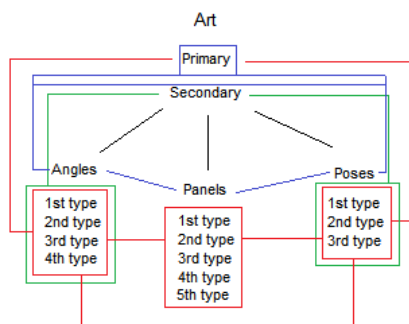 Art
Primary
Secondary
Angles
Panels
Poses
1st type
2nd type
3rd type
4th type
1st type
2nd type
3rd type
4th type
5th type
1st type
2nd type
3rd type